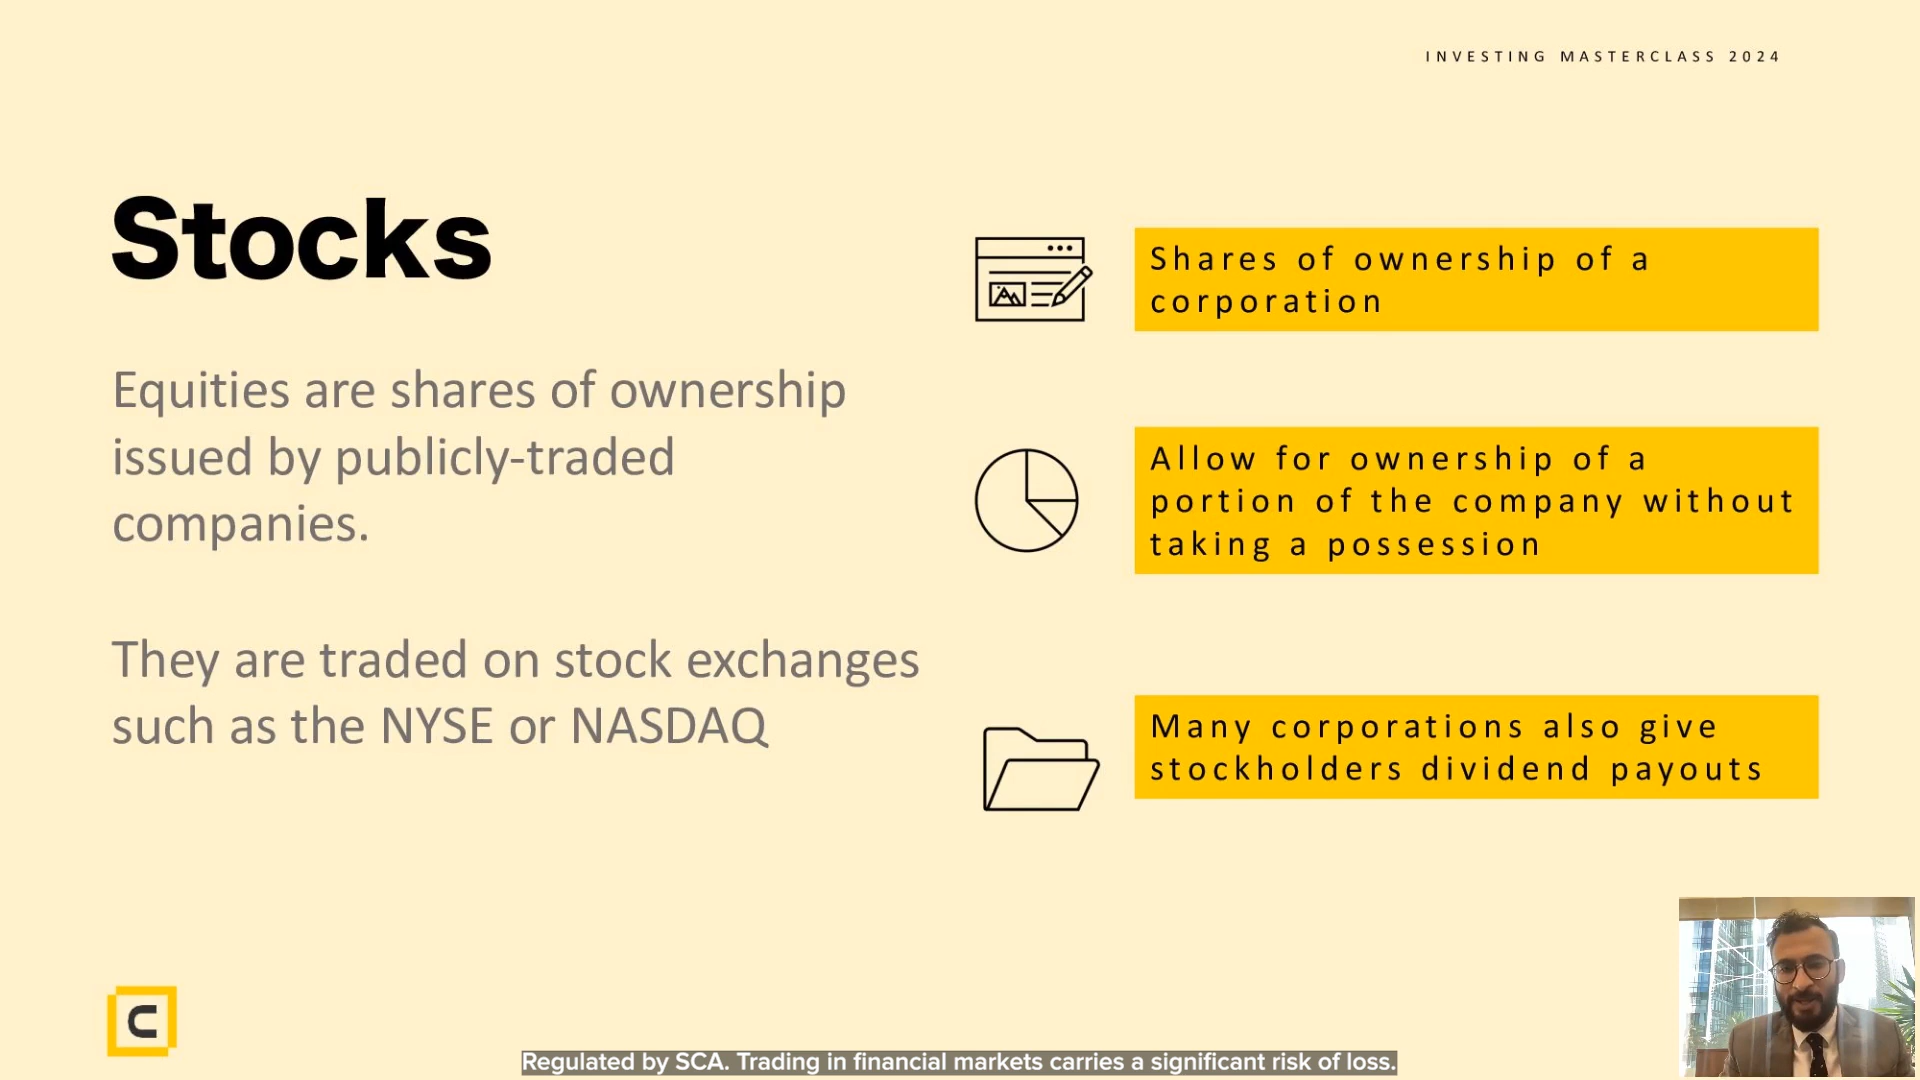 INVESTING MASTERCLASS 2024
Stocks
Equities are shares of ownership
issued by publicly-traded
companies.
They are traded on stock exchanges
such as the NYSE or NASDAQ
Shares of ownership of a
corporation
Allow for ownership of a
portion of the company without
taking a possession
Many corporations also give
stockholders dividend payouts
C
Regulated by SCA. Trading in financial markets carries a significant risk of loss.